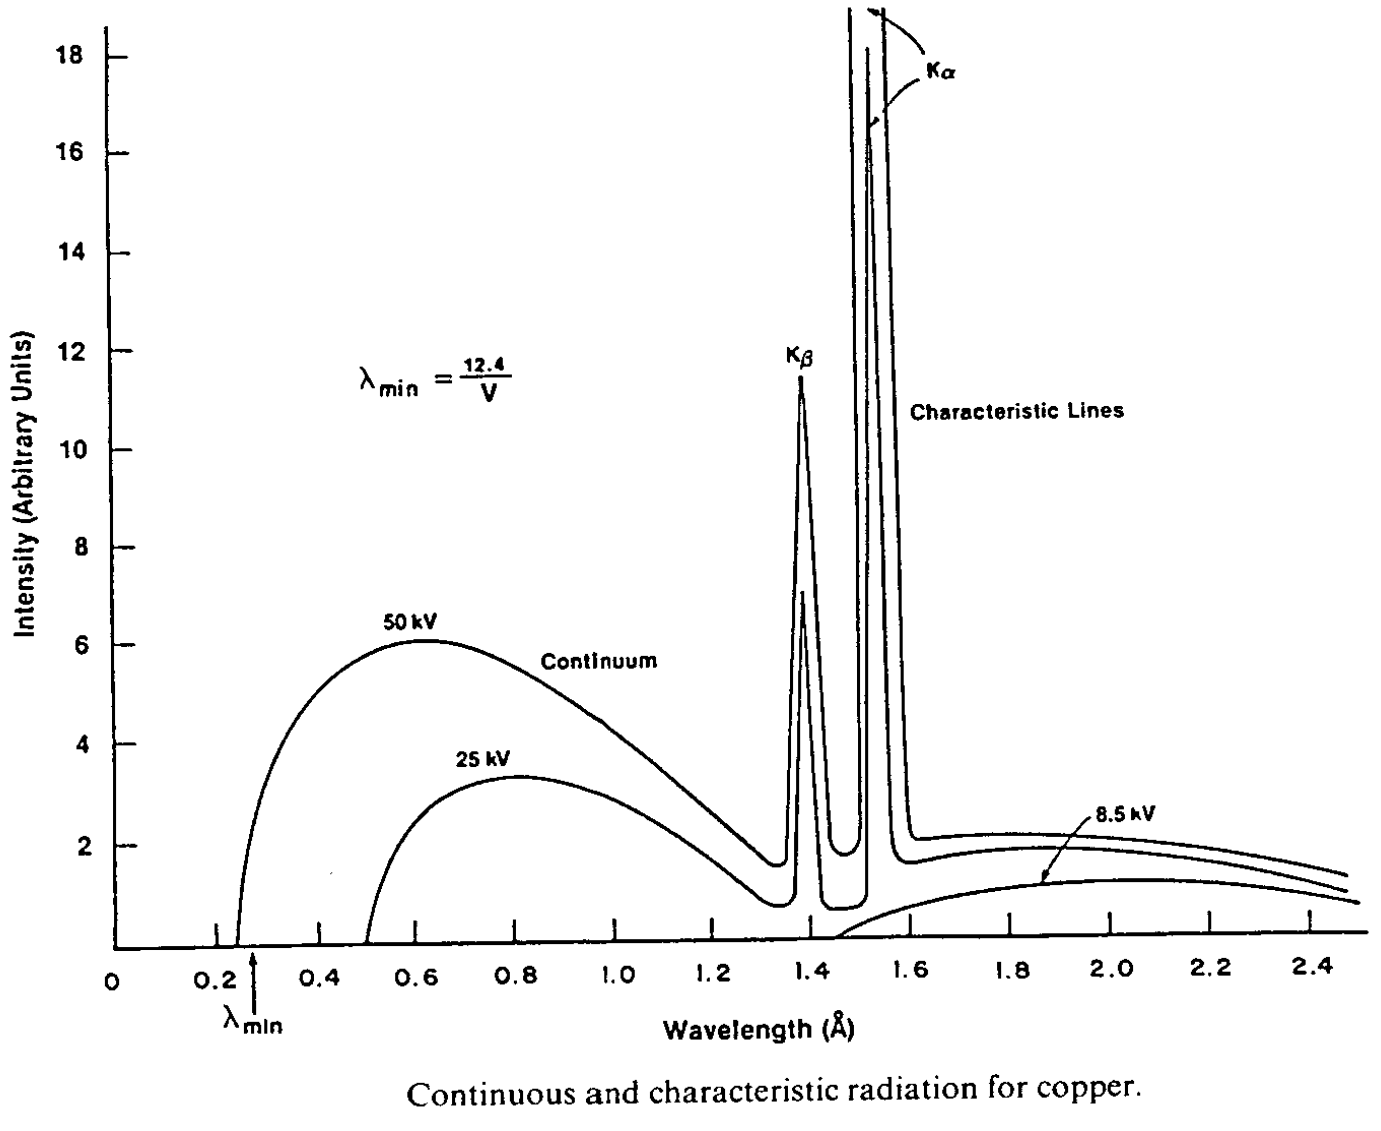 Kα
18
16
14
12
10
8
6
4
2
Intensity (Arbitrary Units)
λmin = 12.4
V
Kβ
Characteristic Lines
50 kV
Continuum
25 kV
8.5 kV
0 0.2 0.4 0.6 0.8 1.0 1.2 1.4 1.6 1.8 2.0 2.2 2.4
λmin
Wavelength (Å)
Continuous and characteristic radiation for copper.